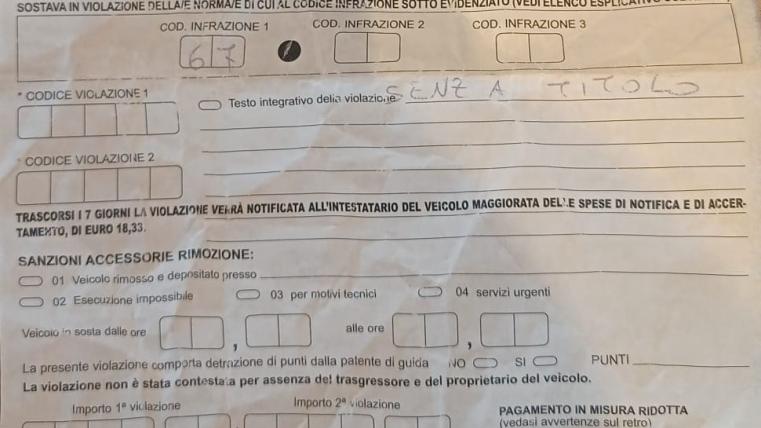 SOSTAVA IN VIOLAZIONE DELLA/E NORMA/E DI CUI AL CODICE INFRAZIONE SOTTO EVIDENZIATO (VEDI ELENCO
COD. INFRAZIONE 1 COD. INFRAZIONE 2 COD. INFRAZIONE 3
67
* CODICE VIOLAZIONE 1
Testo integrativo della violazione SENZA TITOLO
* CODICE VIOLAZIONE 2
TRASCORSI I 7 GIORNI LA VIOLAZIONE VERRÀ NOTIFICATA ALL'INTESTATARIO DEL VEICOLO MAGGIORATA DELLE SPESE DI NOTIFICA E DI ACCER-
TAMENTO, DI EURO 18,33.
SANZIONI ACCESSORIE RIMOZIONE:
01 Veicolo rimosso e depositato presso
02 Esecuzione impossibile 03 per motivi tecnici 04 servizi urgenti
Veicolo in sosta dalle ore , alle ore ,
La presente violazione comporta detrazione di punti dalla patente di guida NO SI PUNTI
La violazione non è stata contestata per assenza del trasgressore e del proprietario del veicolo.
Importo 1ª violazione Importo 2ª violazione
PAGAMENTO IN MISURA RIDOTTA
(vedasi avvertenze sul retro)